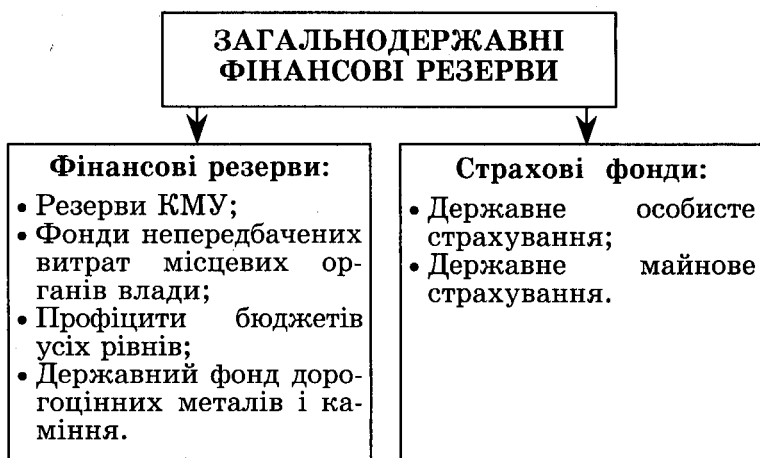 ЗАГАЛЬНОДЕРЖАВНІ
ФІНАНСОВІ РЕЗЕРВИ
Фінансові резерви:
• Резерви КМУ;
• Фонди непередбачених
витрат місцевих ор-
ганів влади;
• Профіцити бюджетів
усіх рівнів;
• Державний фонд доро-
гоцінних металів і ка-
міння.
Страхові фонди:
• Державне особисте
страхування;
• Державне майнове
страхування.